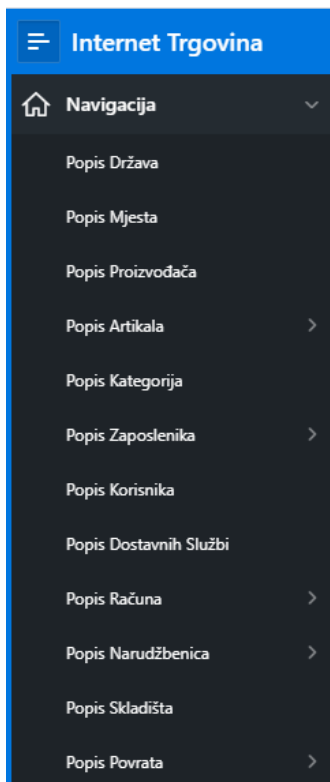 Internet Trgovina
Navigacija
Popis Država
Popis Mjesta
Popis Proizvođača
Popis Artikala
Popis Kategorija
Popis Zaposlenika
Popis Korisnika
Popis Dostavnih Službi
Popis Računa
Popis Narudžbenica
Popis Skladišta
Popis Povrata